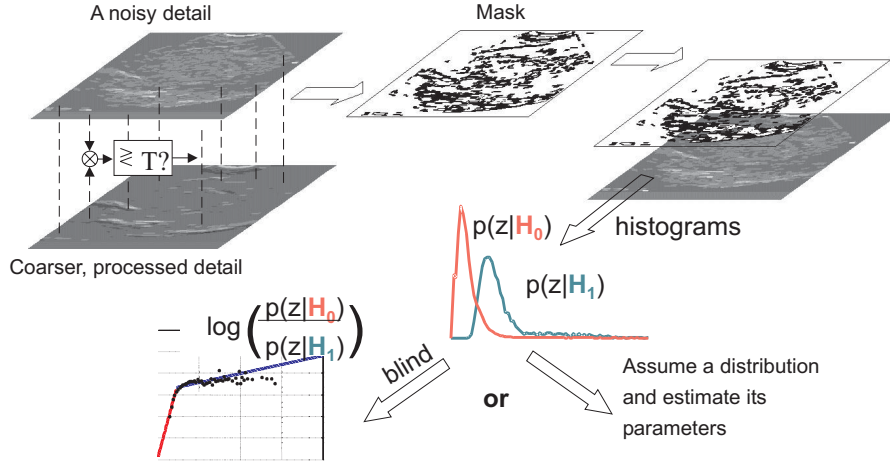 A noisy detail
Mask
≷ T?
Coarser, processed detail
histograms
p(z|H₀)
p(z|H₁)
— log(p(z|H₀)
p(z|H₁))
blind
or
Assume a distribution
and estimate its
parameters